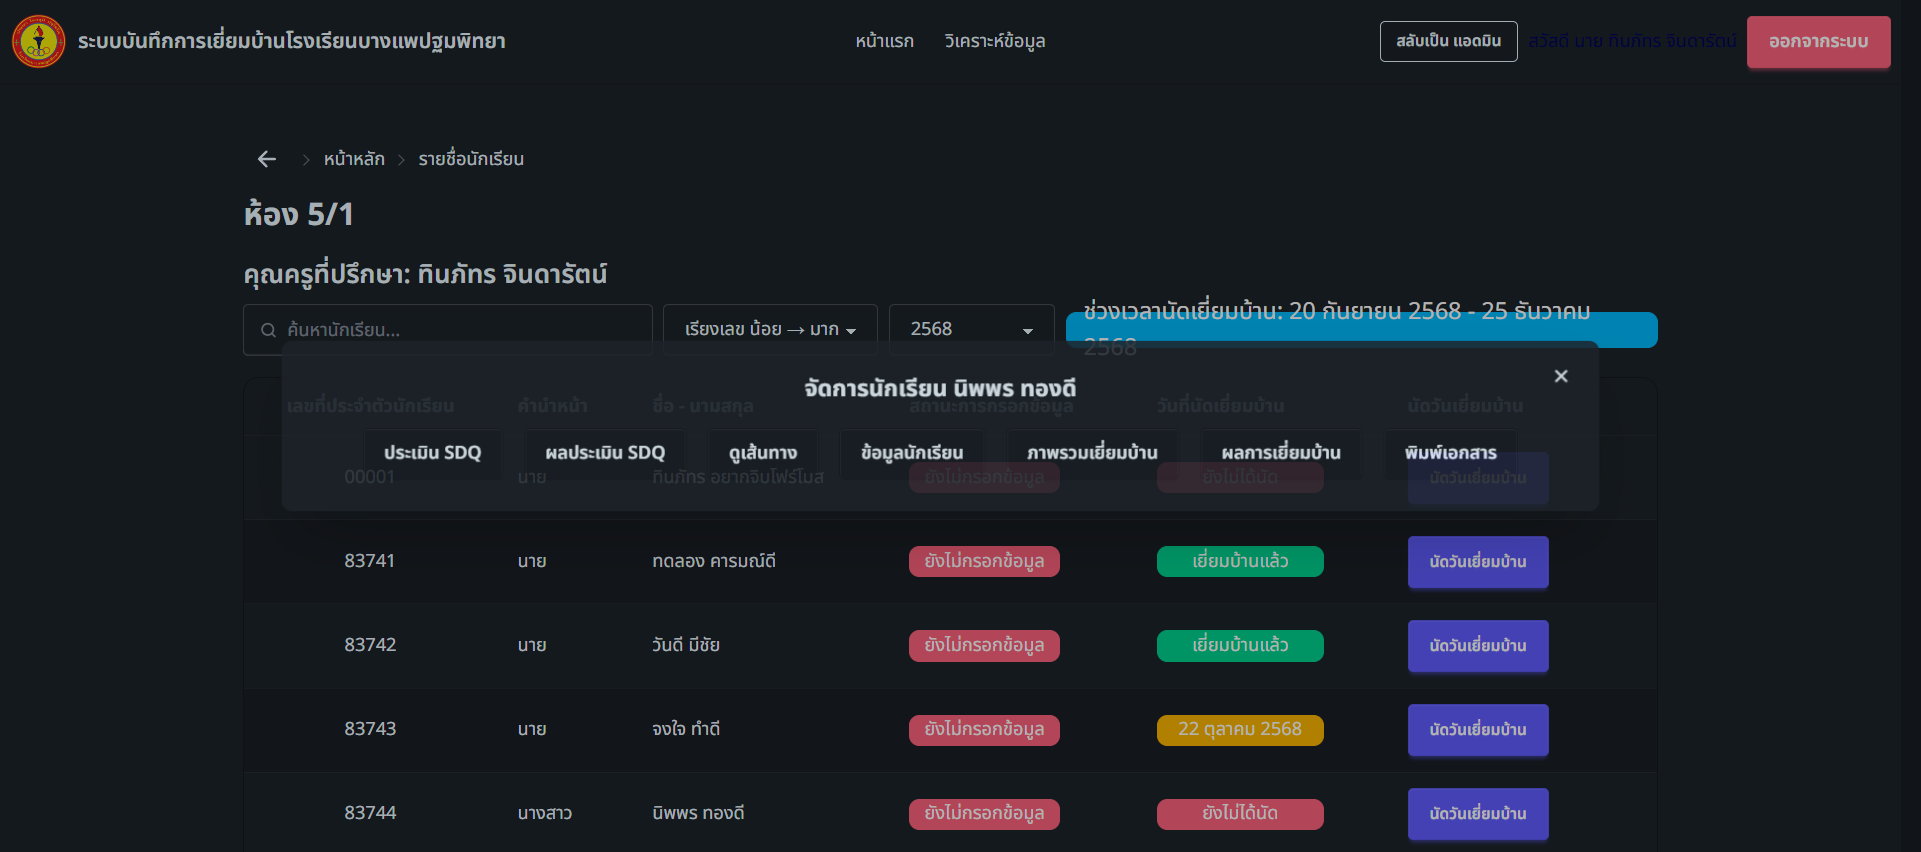 ระบบบันทึกการเยี่ยมบ้านโรงเรียนบางแพปฐมพิทยา
หน้าแรก วิเคราะห์ข้อมูล
สลับเป็น แอดมิน สวัสดี นาย ทินภัทร จินดารัตน์ ออกจากระบบ
หน้าหลัก รายชื่อนักเรียน
ห้อง 5/1
คุณครูที่ปรึกษา: ทินภัทร จินดารัตน์
ค้นหานักเรียน... เรียงเลข น้อย → มาก 2568
ช่วงเวลานัดเยี่ยมบ้าน: 20 กันยายน 2568 - 25 ธันวาคม
2568
จัดการนักเรียน นิพพร ทองดี
เลขที่ประจำตัวนักเรียน คำนำหน้า ชื่อ - นามสกุล สถานะการกรอกข้อมูล วันที่นัดเยี่ยมบ้าน นัดวันเยี่ยมบ้าน
ประเมิน SDQ ผลประเมิน SDQ ดูเส้นทาง ข้อมูลนักเรียน ภาพรวมเยี่ยมบ้าน ผลการเยี่ยมบ้าน พิมพ์เอกสาร
00001 นาย ทินภัทร อยากจิบโฟร์โมส ยังไม่กรอกข้อมูล ยังไม่ได้นัด นัดวันเยี่ยมบ้าน
83741 นาย ทดลอง คารมณ์ดี ยังไม่กรอกข้อมูล เยี่ยมบ้านแล้ว นัดวันเยี่ยมบ้าน
83742 นาย วันดี มีชัย ยังไม่กรอกข้อมูล เยี่ยมบ้านแล้ว นัดวันเยี่ยมบ้าน
83743 นาย จงใจ ทำดี ยังไม่กรอกข้อมูล 22 ตุลาคม 2568 นัดวันเยี่ยมบ้าน
83744 นางสาว นิพพร ทองดี ยังไม่กรอกข้อมูล ยังไม่ได้นัด นัดวันเยี่ยมบ้าน